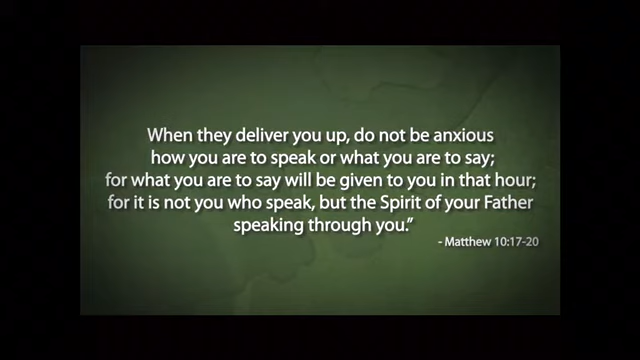 When they deliver you up, do not be anxious
how you are to speak or what you are to say;
for what you are to say will be given to you in that hour;
for it is not you who speak, but the Spirit of your Father
speaking through you.”
- Matthew 10:17-20